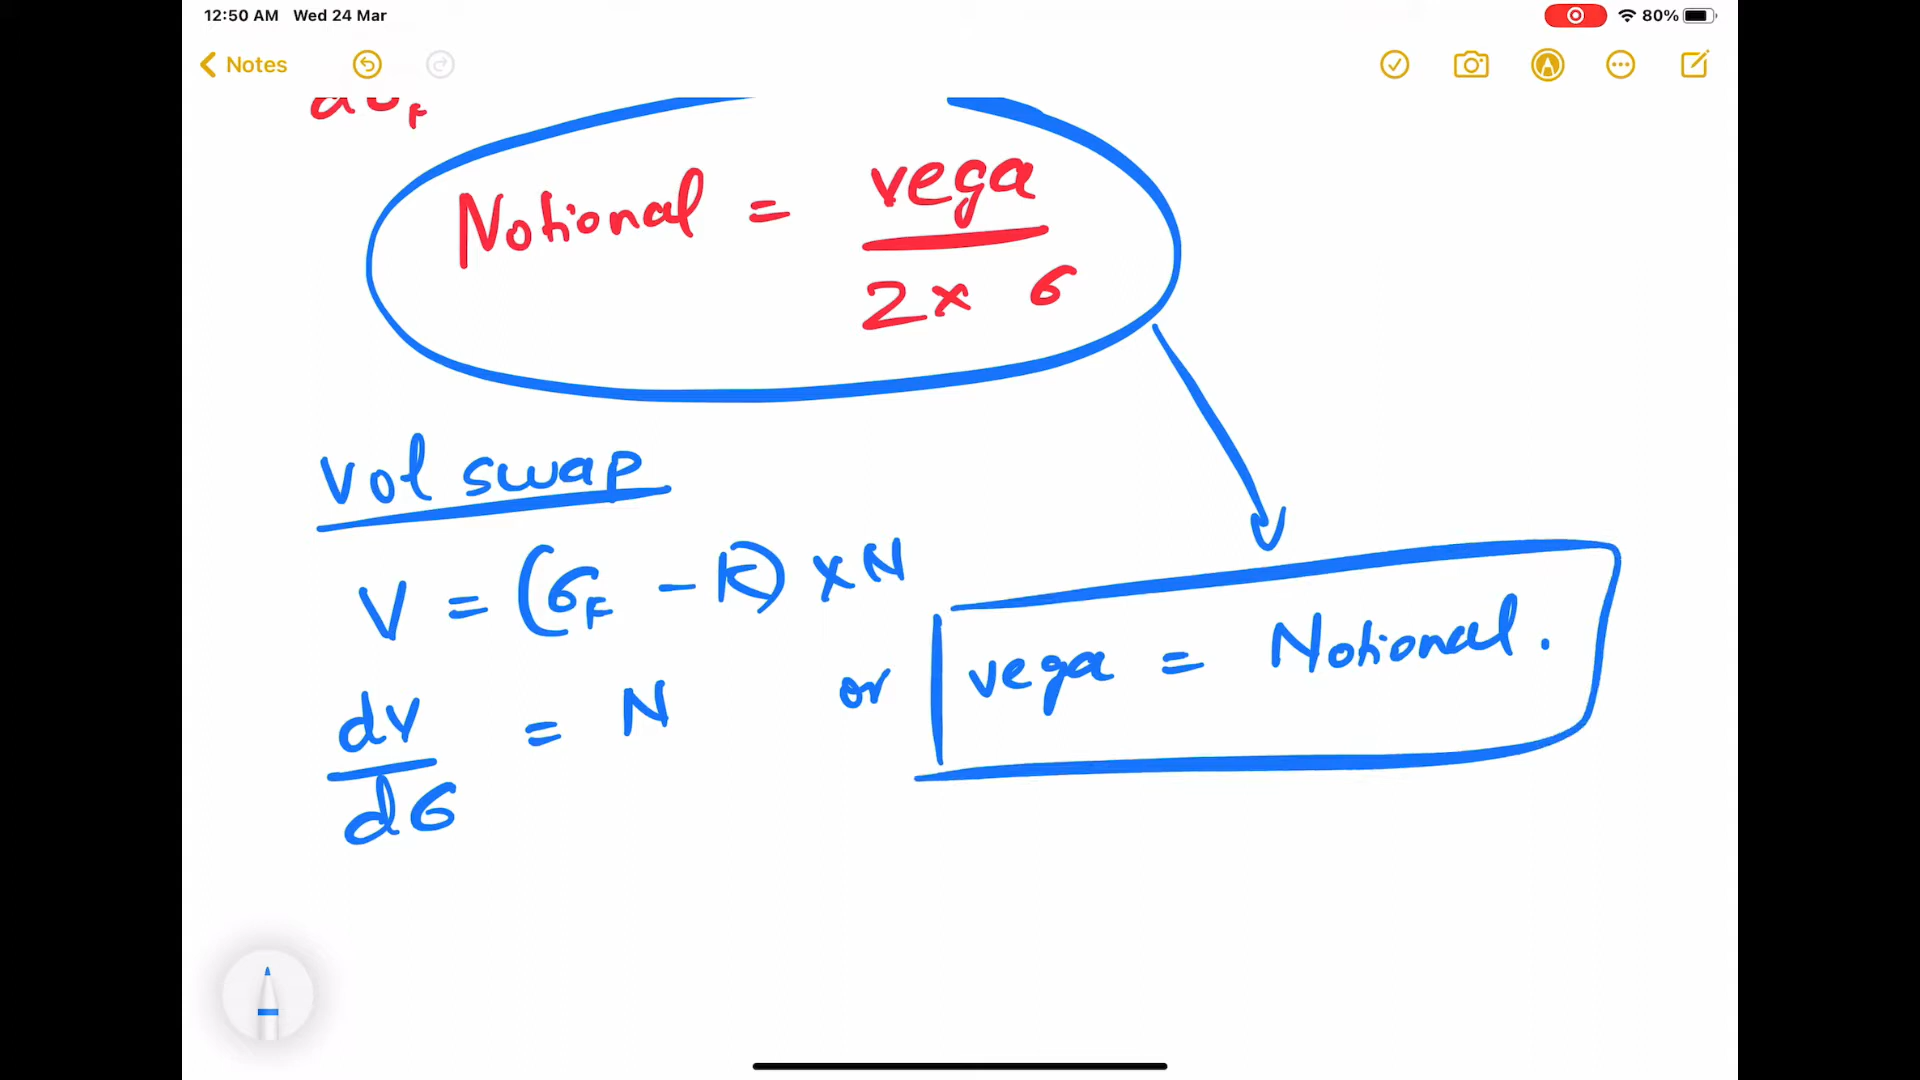 12:50 AM Wed 24 Mar 80%
Notes
dσF
Notional = vega / 2 × σ
Vol swap
V = (σF - K) × N
dV/dσ = N or vega = Notional.